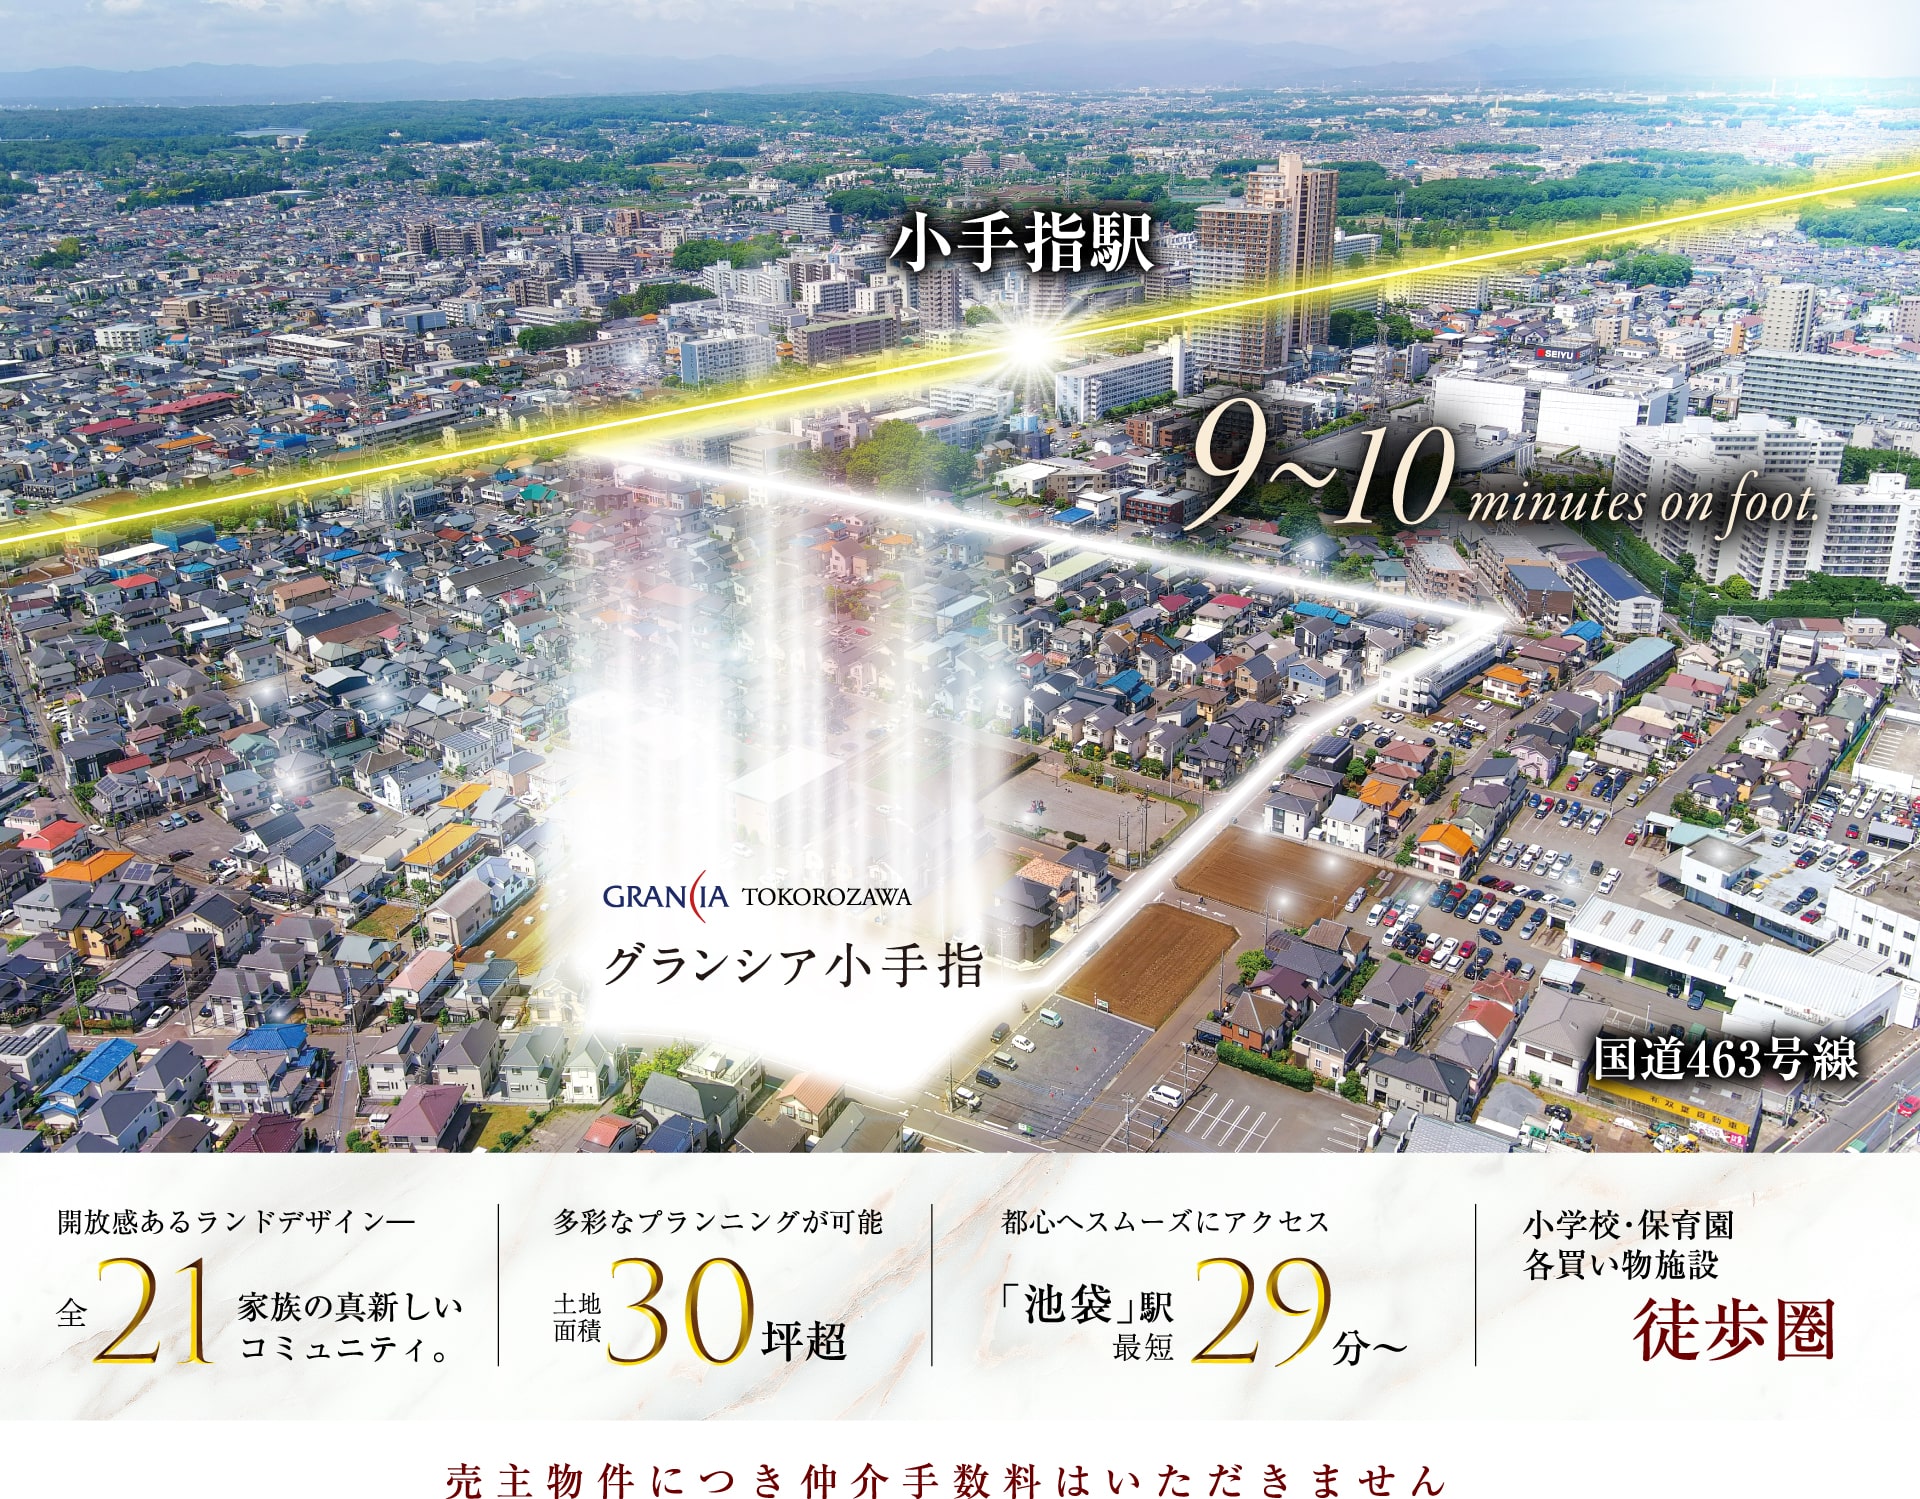 小手指駅
SEIYU
9~10 minutes on foot.
GRANCIA TOKOROZAWA
グランシア小手指
国道463号線
有 双葉自動車
開放感あるランドデザイン―
全21家族の真新しい
コミュニティ。
多彩なプランニングが可能
土地
面積
30坪超
都心へスムーズにアクセス
「池袋」駅
最短
29分～
小学校・保育園
各買い物施設
徒歩圏
売主物件につき仲介手数料はいただきません